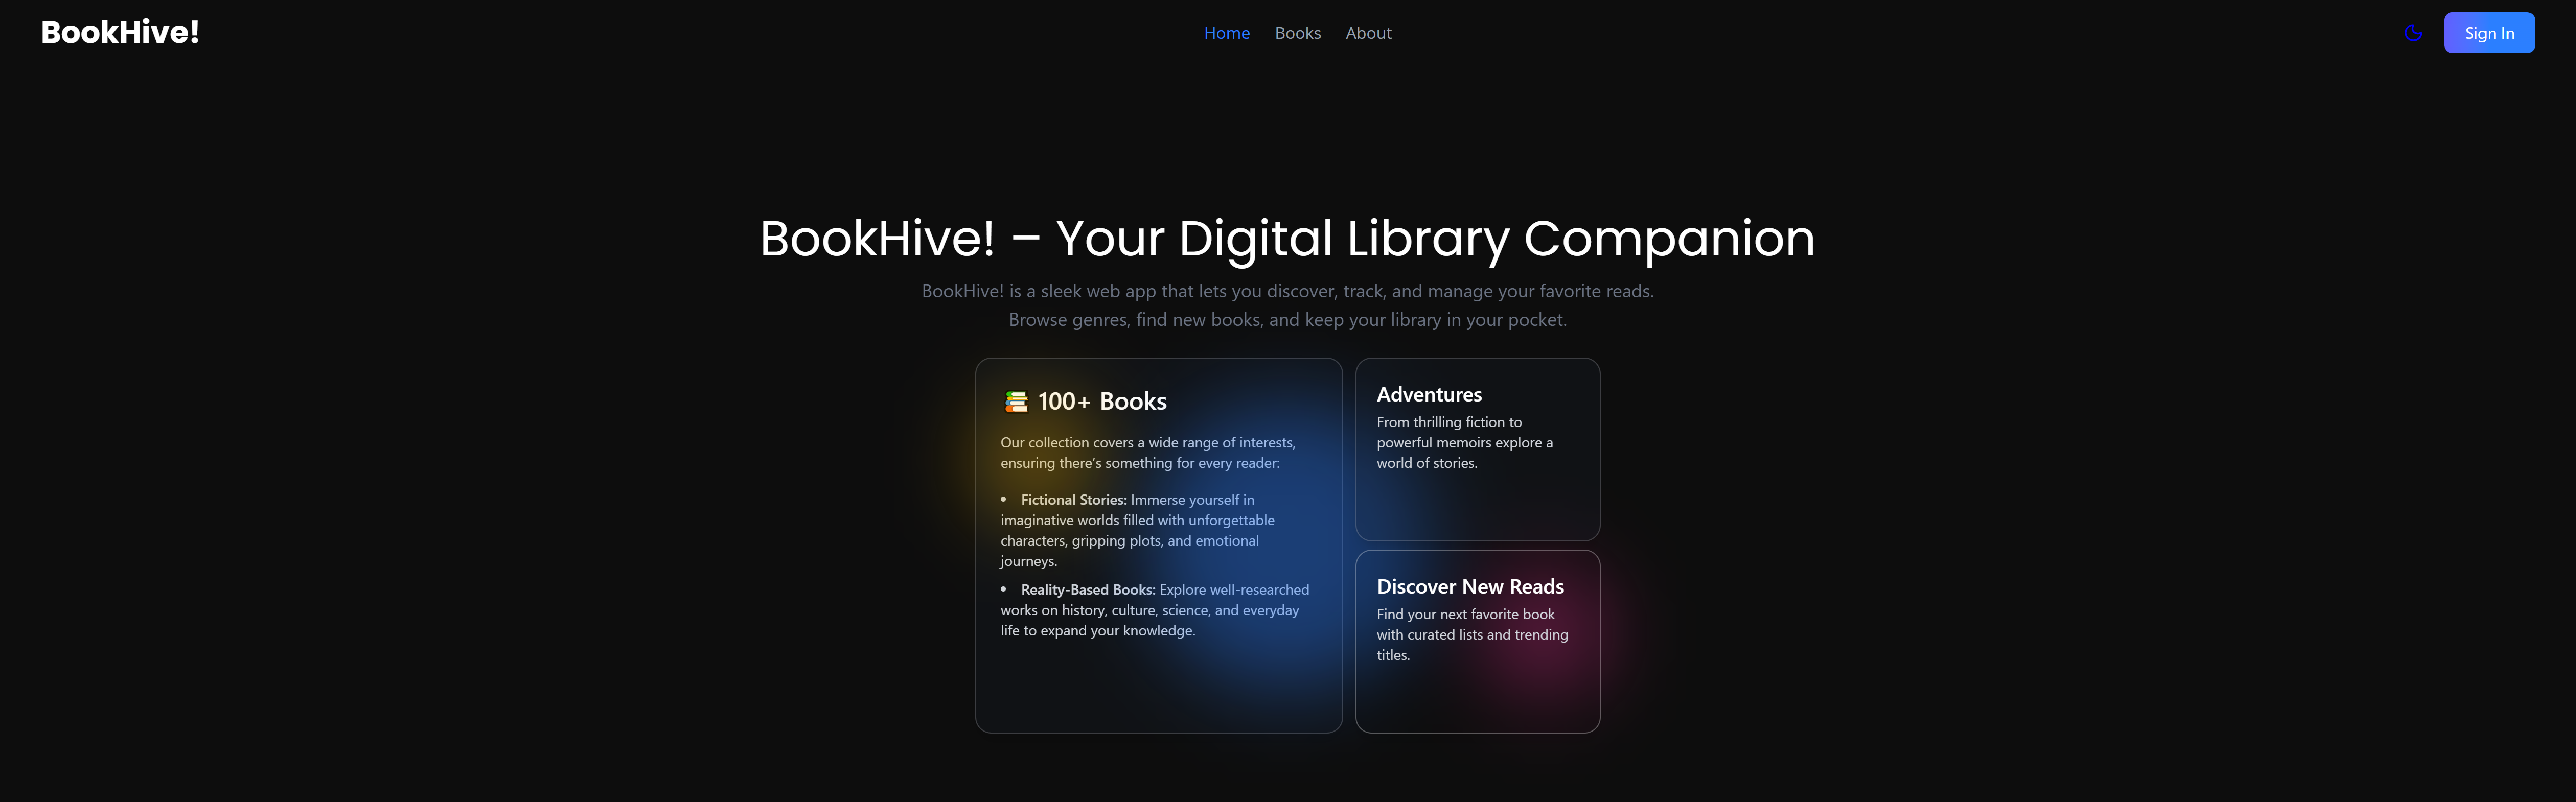 BookHive!
Home Books About
Sign In
BookHive! – Your Digital Library Companion
BookHive! is a sleek web app that lets you discover, track, and manage your favorite reads.
Browse genres, find new books, and keep your library in your pocket.
📚 100+ Books
Our collection covers a wide range of interests,
ensuring there's something for every reader:
• Fictional Stories: Immerse yourself in
imaginative worlds filled with unforgettable
characters, gripping plots, and emotional
journeys.
• Reality-Based Books: Explore well-researched
works on history, culture, science, and everyday
life to expand your knowledge.
Adventures
From thrilling fiction to
powerful memoirs explore a
world of stories.
Discover New Reads
Find your next favorite book
with curated lists and trending
titles.